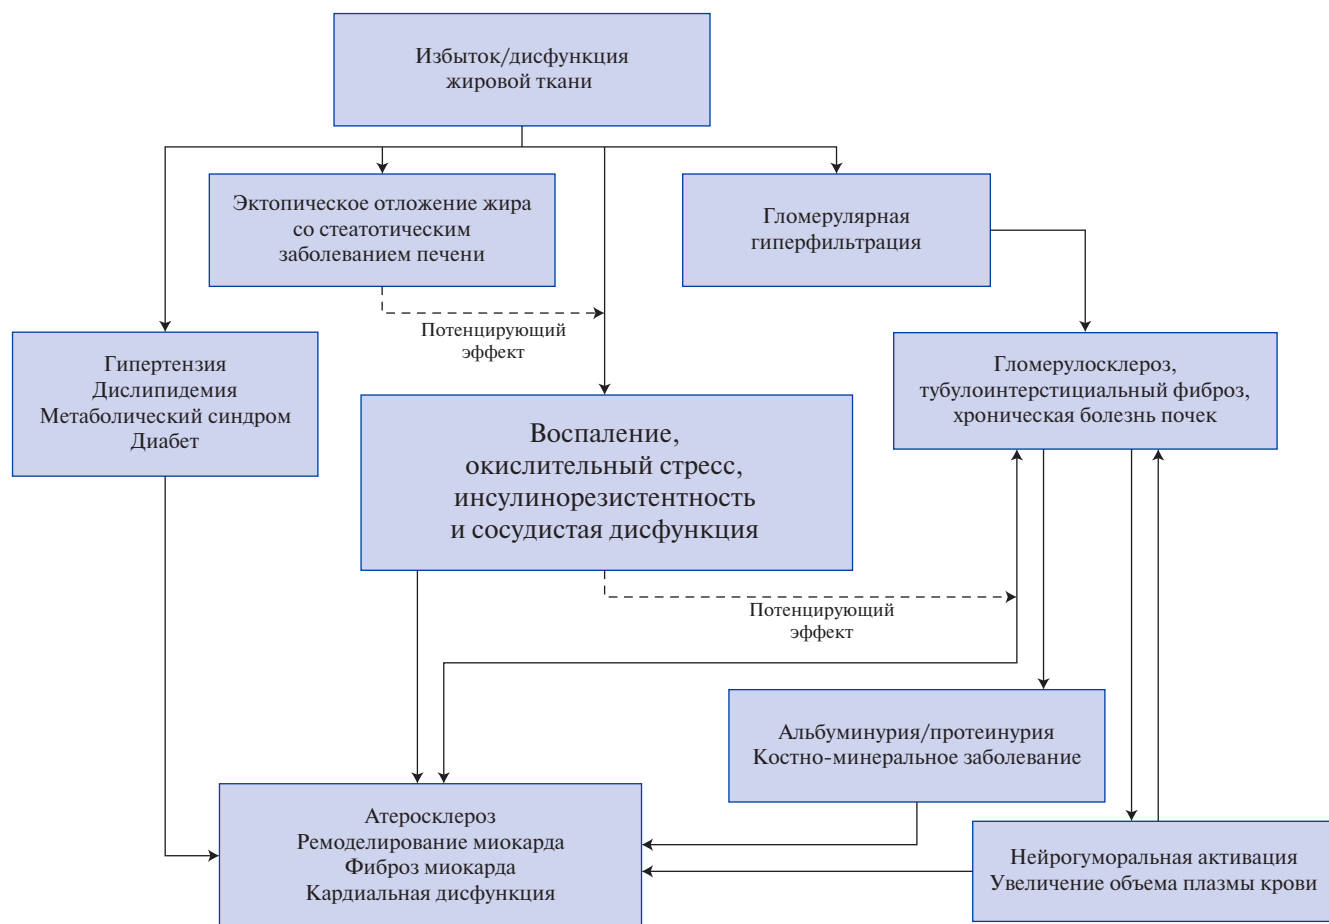 Избыток/дисфункция
жировой ткани
Эктопическое отложение жира
со стеатотическим
заболеванием печени
Гломерулярная
гиперфильтрация
Потенцирующий
эффект
Гипертензия
Дислипидемия
Метаболический синдром
Диабет
Гломерулосклероз,
тубулоинтерстициальный фиброз,
хроническая болезнь почек
Воспаление,
окислительный стресс,
инсулинорезистентность
и сосудистая дисфункция
Потенцирующий
эффект
Альбуминурия/протеинурия
Костно-минеральное заболевание
Атеросклероз
Ремоделирование миокарда
Фиброз миокарда
Кардиальная дисфункция
Нейрогуморальная активация
Увеличение объема плазмы крови